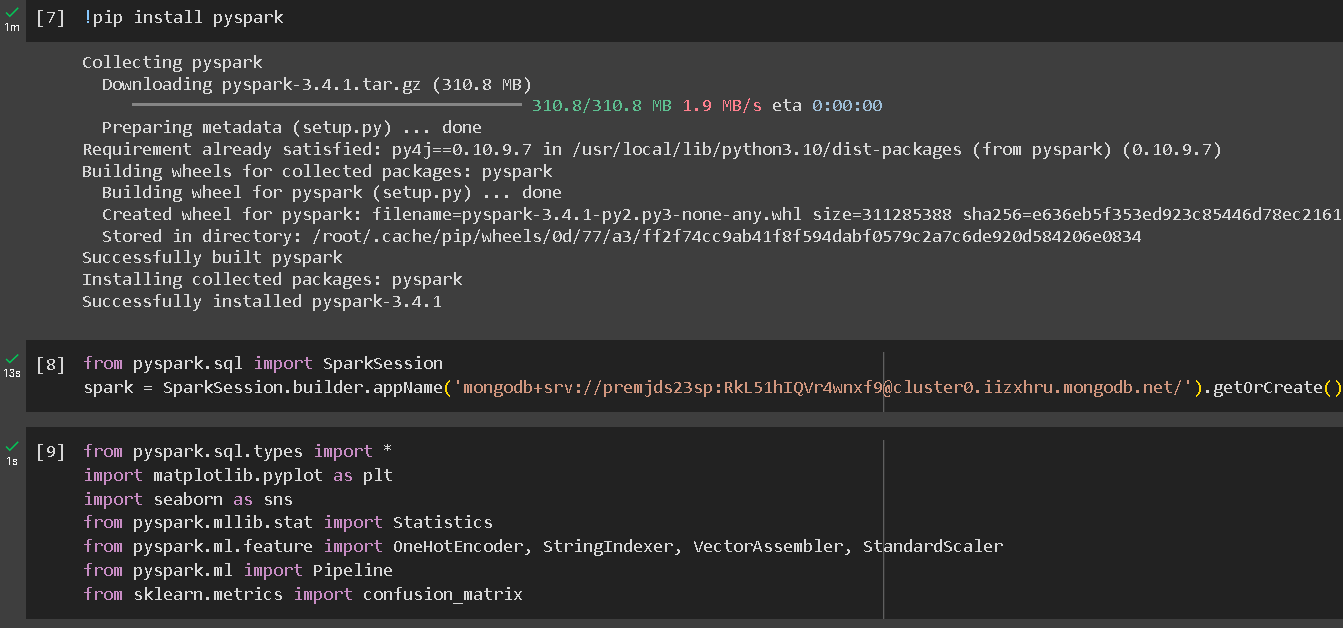 1m
[7] !pip install pyspark
Collecting pyspark
Downloading pyspark-3.4.1.tar.gz (310.8 MB)
310.8/310.8 MB 1.9 MB/s eta 0:00:00
Preparing metadata (setup.py) ... done
Requirement already satisfied: py4j==0.10.9.7 in /usr/local/lib/python3.10/dist-packages (from pyspark) (0.10.9.7)
Building wheels for collected packages: pyspark
Building wheel for pyspark (setup.py) ... done
Created wheel for pyspark: filename=pyspark-3.4.1-py2.py3-none-any.whl size=311285388 sha256=e636eb5f353ed923c85446d78ec2161
Stored in directory: /root/.cache/pip/wheels/0d/77/a3/ff2f74cc9ab41f8f594dabf0579c2a7c6de920d584206e0834
Successfully built pyspark
Installing collected packages: pyspark
Successfully installed pyspark-3.4.1
13s
[8] from pyspark.sql import SparkSession
spark = SparkSession.builder.appName('mongodb+srv://premjds23sp:RkL51hIQVr4wnxf9@cluster0.iizxhru.mongodb.net/').getOrCreate()
1s
[9] from pyspark.sql.types import *
import matplotlib.pyplot as plt
import seaborn as sns
from pyspark.mllib.stat import Statistics
from pyspark.ml.feature import OneHotEncoder, StringIndexer, VectorAssembler, StandardScaler
from pyspark.ml import Pipeline
from sklearn.metrics import confusion_matrix